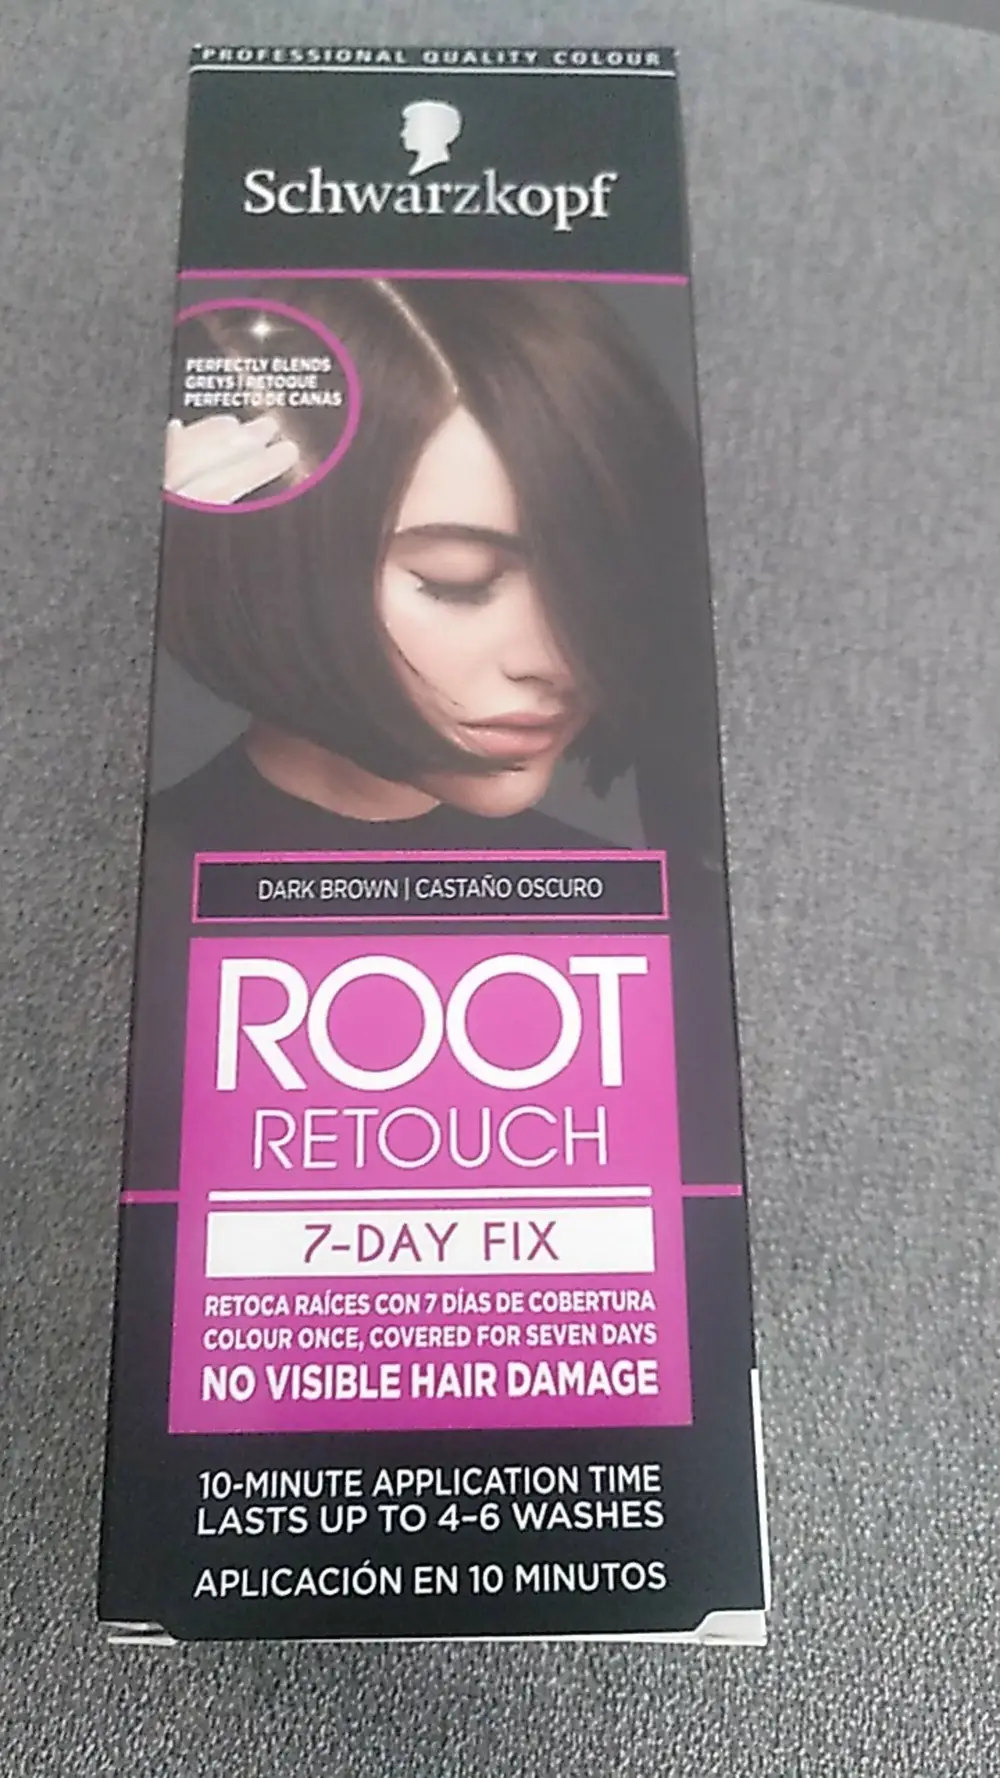 PROFESSIONAL QUALITY COLOUR
Schwarzkopf
PERFECTLY BLENDS
GREYS | RETOQUE
PERFECTO DE CANAS
DARK BROWN | CASTAÑO OSCURO
ROOT
RETOUCH
7-DAY FIX
RETOCA RAÍCES CON 7 DÍAS DE COBERTURA
COLOUR ONCE, COVERED FOR SEVEN DAYS
NO VISIBLE HAIR DAMAGE
10-MINUTE APPLICATION TIME
LASTS UP TO 4-6 WASHES
APLICACIÓN EN 10 MINUTOS